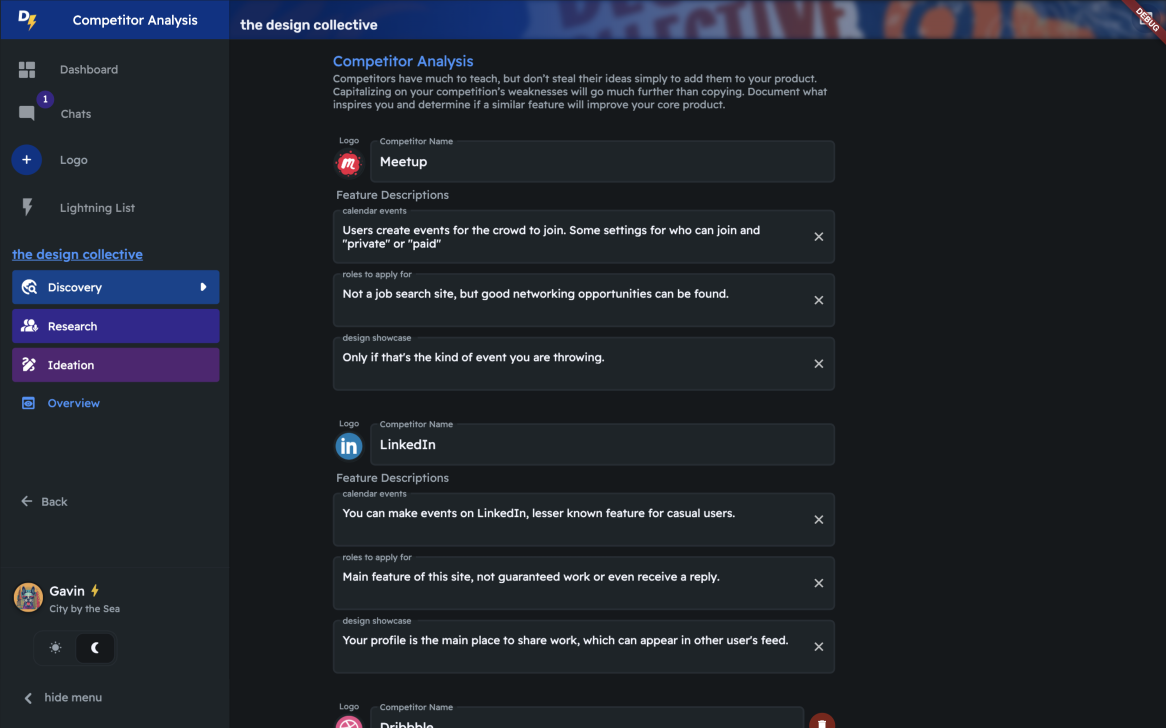 Competitor Analysis
the design collective
DEBUG
Dashboard
1
Chats
Logo
Lightning List
the design collective
Discovery
Research
Ideation
Overview
Back
Gavin
City by the Sea
hide menu
Competitor Analysis
Competitors have much to teach, but don't steal their ideas simply to add them to your product.
Capitalizing on your competition's weaknesses will go much further than copying. Document what
inspires you and determine if a similar feature will improve your core product.
Logo
Competitor Name
m
Meetup
Feature Descriptions
calendar events
Users create events for the crowd to join. Some settings for who can join and
"private" or "paid"
roles to apply for
Not a job search site, but good networking opportunities can be found.
design showcase
Only if that's the kind of event you are throwing.
Logo
Competitor Name
in
LinkedIn
Feature Descriptions
calendar events
You can make events on LinkedIn, lesser known feature for casual users.
roles to apply for
Main feature of this site, not guaranteed work or even receive a reply.
design showcase
Your profile is the main place to share work, which can appear in other user's feed.
Logo
Competitor Name
Dribbble